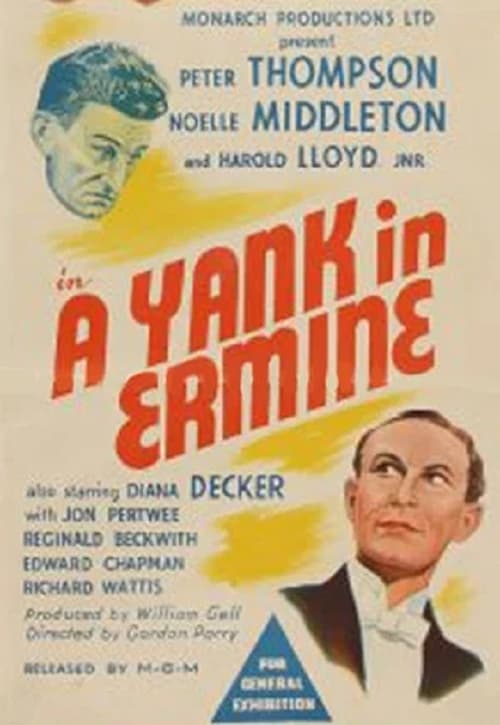 MONARCH PRODUCTIONS LTD
present
PETER THOMPSON
NOELLE MIDDLETON
and HAROLD LLOYD JNR.
in
A YANK in
ERMINE
also starring DIANA DECKER
with JON PERTWEE
REGINALD BECKWITH
EDWARD CHAPMAN
RICHARD WATTIS
Produced by William Gell
Directed by Gordon Parry
RELEASED BY M-G-M
FOR
GENERAL
EXHIBITION